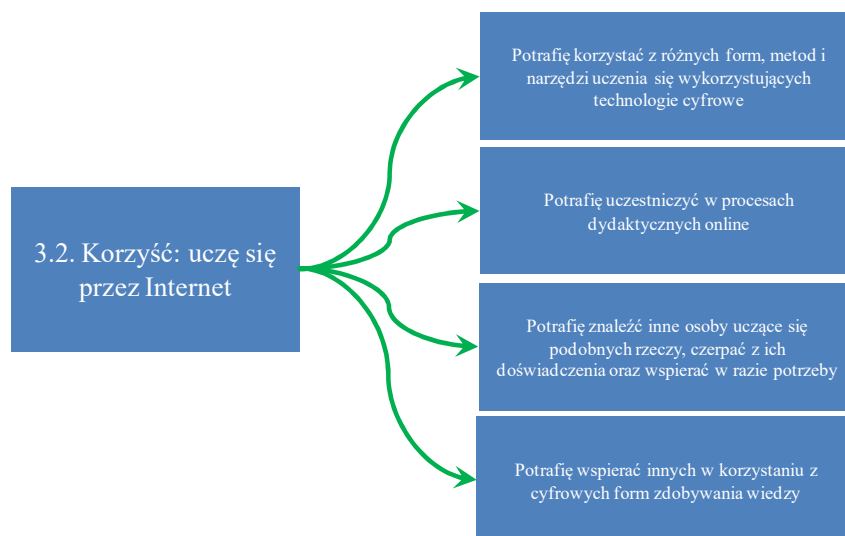 3.2. Korzyść: uczę się
przez Internet
Potrafię korzystać z różnych form, metod i
narzędzi uczenia się wykorzystujących
technologie cyfrowe
Potrafię uczestniczyć w procesach
dydaktycznych online
Potrafię znaleźć inne osoby uczące się
podobnych rzeczy, czerpać z ich
doświadczenia oraz wspierać w razie potrzeby
Potrafię wspierać innych w korzystaniu z
cyfrowych form zdobywania wiedzy